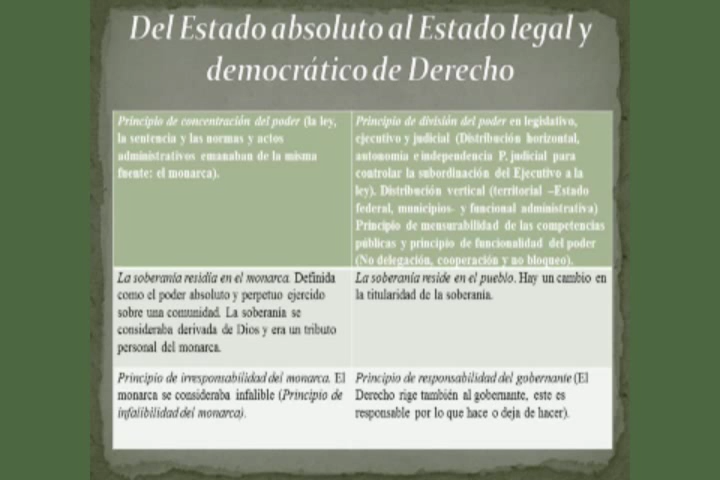 Del Estado absoluto al Estado legal y
democrático de Derecho
Principio de concentración del poder (la ley,
la sentencia y las normas y actos
administrativos emanaban de la misma
fuente: el monarca).
Principio de división del poder en legislativo,
ejecutivo y judicial (Distribución horizontal,
autonomía e independencia P. judicial para
controlar la subordinación del Ejecutivo a la
ley). Distribución vertical (territorial –Estado
federal, municipios- y funcional administrativa)
Principio de mensurabilidad de las competencias
públicas y principio de funcionalidad del poder
(No delegación, cooperación y no bloqueo).
La soberanía residía en el monarca. Definida
como el poder absoluto y perpetuo ejercido
sobre una comunidad. La soberanía se
consideraba derivada de Dios y era un tributo
personal del monarca.
La soberanía reside en el pueblo. Hay un cambio en
la titularidad de la soberanía.
Principio de irresponsabilidad del monarca. El
monarca se consideraba infalible (Principio de
infalibilidad del monarca).
Principio de responsabilidad del gobernante (El
Derecho rige también al gobernante, este es
responsable por lo que hace o deja de hacer).